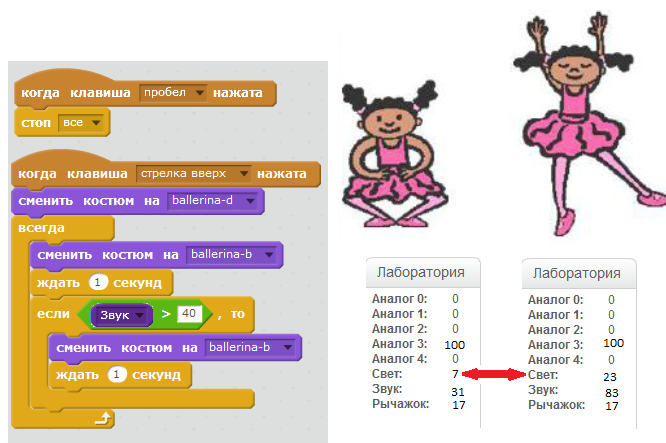 когда клавиша пробел нажата
стоп все
когда клавиша стрелка вверх нажата
сменить костюм на ballerina-d
всегда
сменить костюм на ballerina-b
ждать 1 секунд
если Звук > 40 , то
сменить костюм на ballerina-b
ждать 1 секунд
Лаборатория
Аналог 0: 0
Аналог 1: 0
Аналог 2: 0
Аналог 3: 100
Аналог 4: 0
Свет: 7
Звук: 31
Рычажок: 17
Лаборатория
Аналог 0: 0
Аналог 1: 0
Аналог 2: 0
Аналог 3: 100
Аналог 4: 0
Свет: 23
Звук: 83
Рычажок: 17